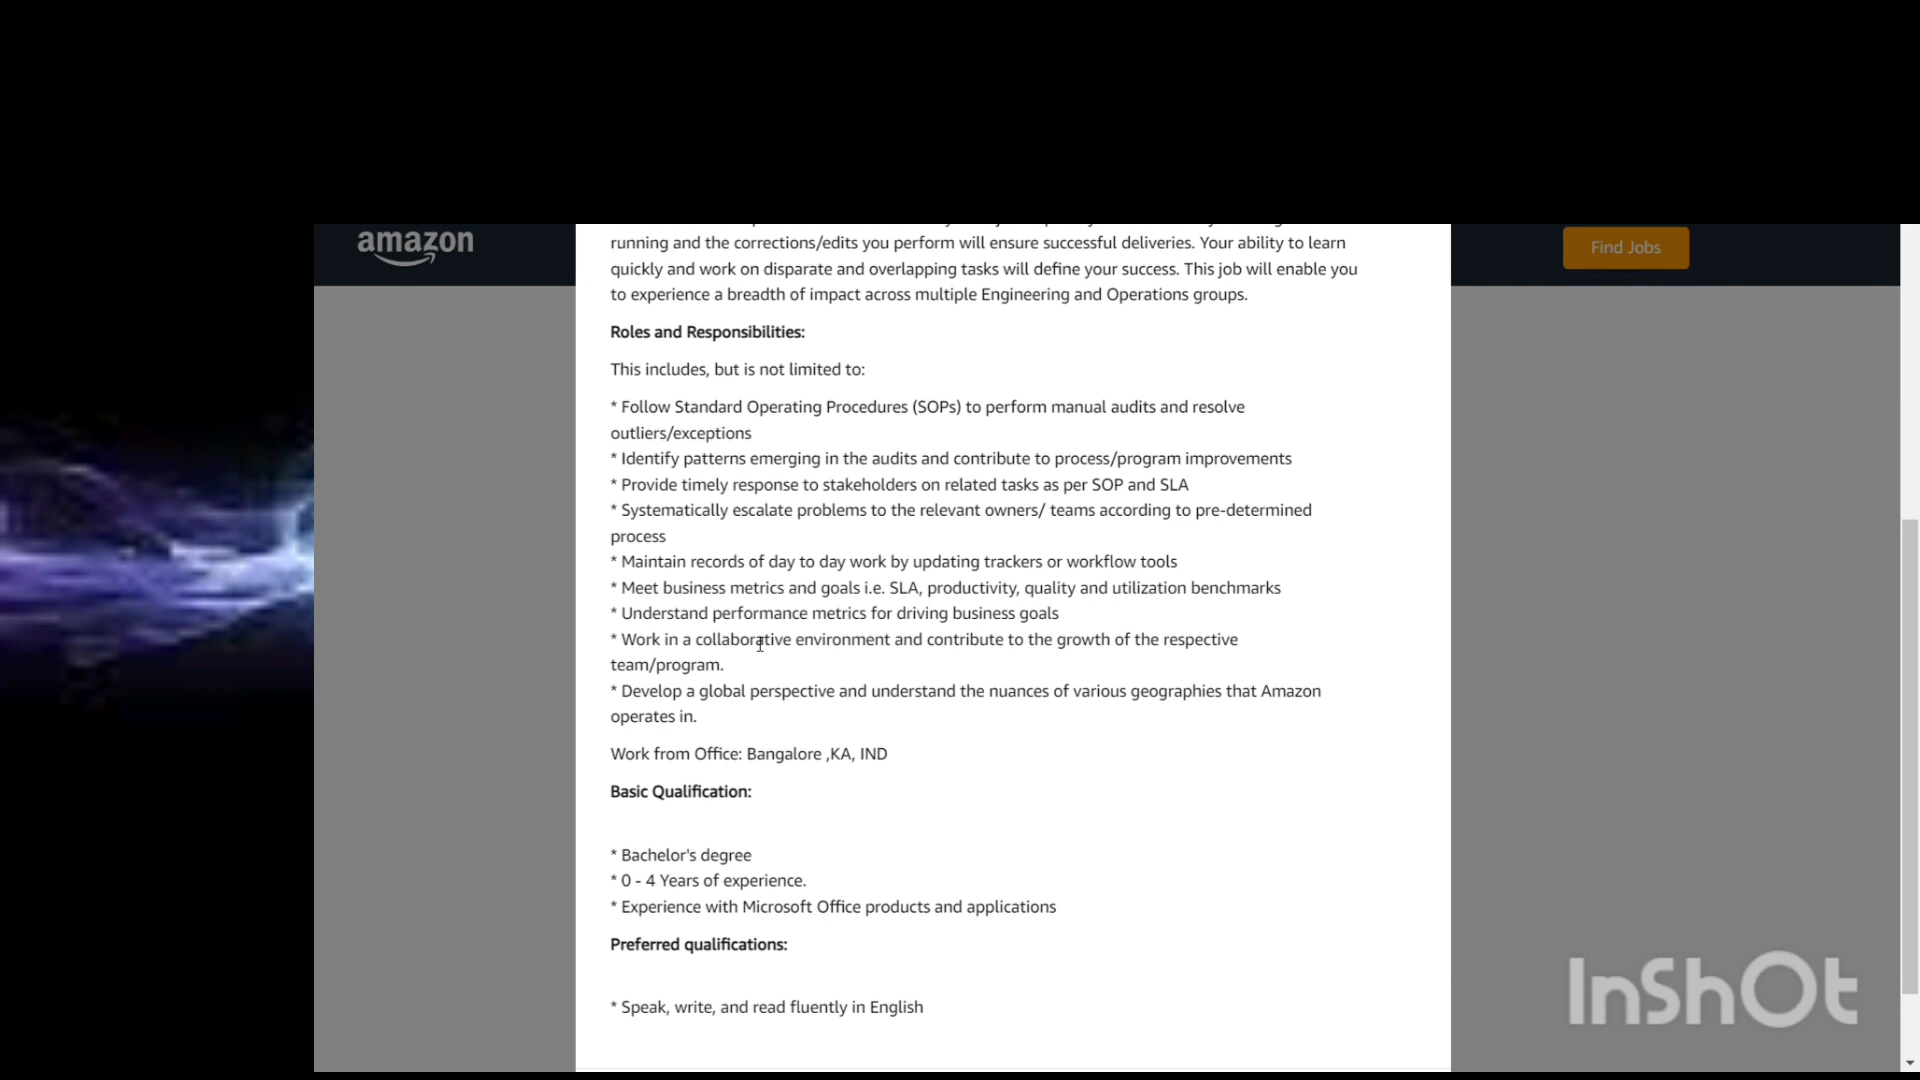 amazon
Find Jobs
running and the corrections/edits you perform will ensure successful deliveries. Your ability to learn
quickly and work on disparate and overlapping tasks will define your success. This job will enable you
to experience a breadth of impact across multiple Engineering and Operations groups.
Roles and Responsibilities:
This includes, but is not limited to:
* Follow Standard Operating Procedures (SOPs) to perform manual audits and resolve
outliers/exceptions
* Identify patterns emerging in the audits and contribute to process/program improvements
* Provide timely response to stakeholders on related tasks as per SOP and SLA
* Systematically escalate problems to the relevant owners/ teams according to pre-determined
process
* Maintain records of day to day work by updating trackers or workflow tools
* Meet business metrics and goals i.e. SLA, productivity, quality and utilization benchmarks
* Understand performance metrics for driving business goals
* Work in a collaborative environment and contribute to the growth of the respective
team/program.
* Develop a global perspective and understand the nuances of various geographies that Amazon
operates in.
Work from Office: Bangalore ,KA, IND
Basic Qualification:
* Bachelor's degree
* 0 - 4 Years of experience.
* Experience with Microsoft Office products and applications
Preferred qualifications:
* Speak, write, and read fluently in English
InShOt